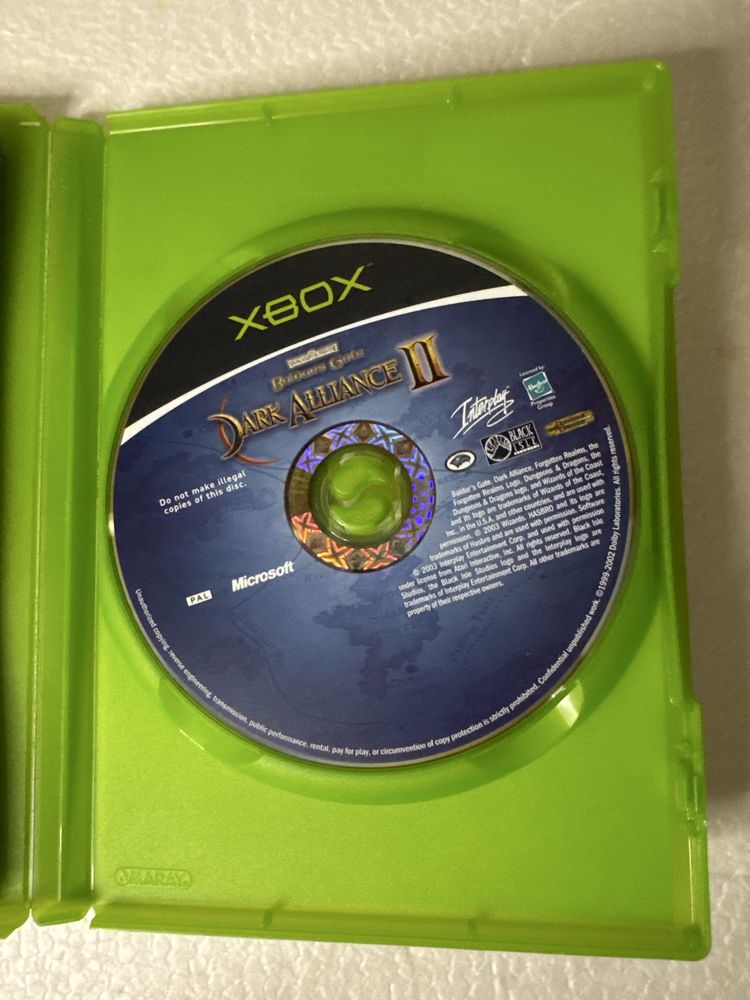 XBOX™
Baldurs Gate
DARK ALLIANCE II
Do not make illegal
copies of this disc.
PAL
Microsoft
Interplay™
Licensed by:
Hasbro
Properties
Group
BLACK ISLE
Baldur's Gate, Dark Alliance, Forgotten Realms, the
Forgotten Realms Logo, Dungeons & Dragons, the
Dungeons & Dragons logo, and Wizards of the Coast
and its logo are trademarks of Wizards of the Coast,
Inc., in the U.S.A. and other countries, and are used with
permission. © 2003 Wizards. HASBRO and its logo are
trademarks of Hasbro and are used with permission. Software
© 2003 Interplay Entertainment Corp. and used with permission
under license from Atari Interactive, Inc. All rights reserved. Black Isle
Studios, the Black Isle Studios logo and the Interplay logo are
trademarks of Interplay Entertainment Corp. All other trademarks are
property of their respective owners.
Unauthorized copying, reverse engineering, transmission, public performance, rental, pay for play, or circumvention of copy protection is strictly prohibited. Confidential unpublished work. ©1999-2002 Dolby Laboratories. All rights reserved.
AMARAY